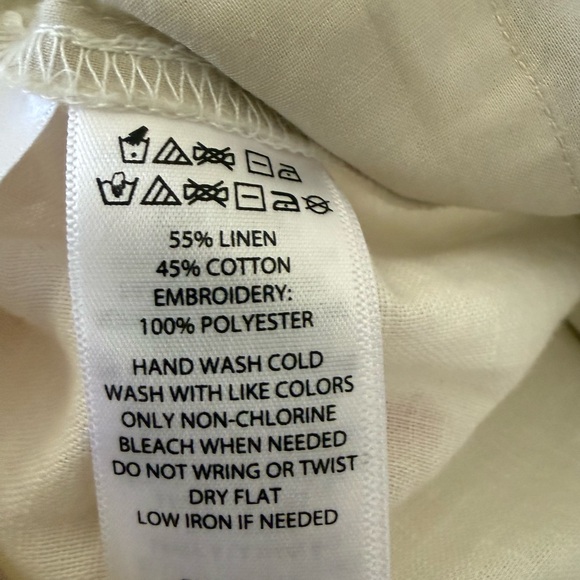 55% LINEN
45% COTTON
EMBROIDERY:
100% POLYESTER
HAND WASH COLD
WASH WITH LIKE COLORS
ONLY NON-CHLORINE
BLEACH WHEN NEEDED
DO NOT WRING OR TWIST
DRY FLAT
LOW IRON IF NEEDED